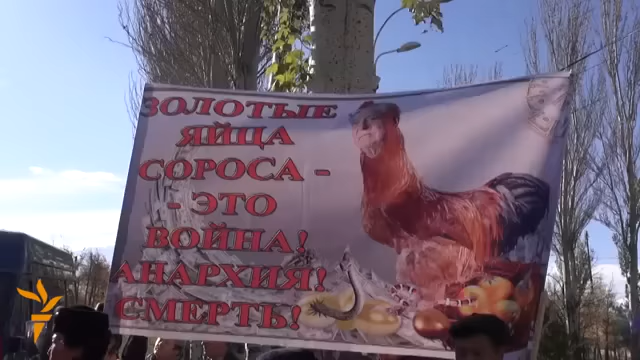 ЗОЛОТЫЕ
ЯЙЦА
СОРОСА -
- ЭТО
ВОЙНА!
АНАРХИЯ!
СМЕРТЬ!